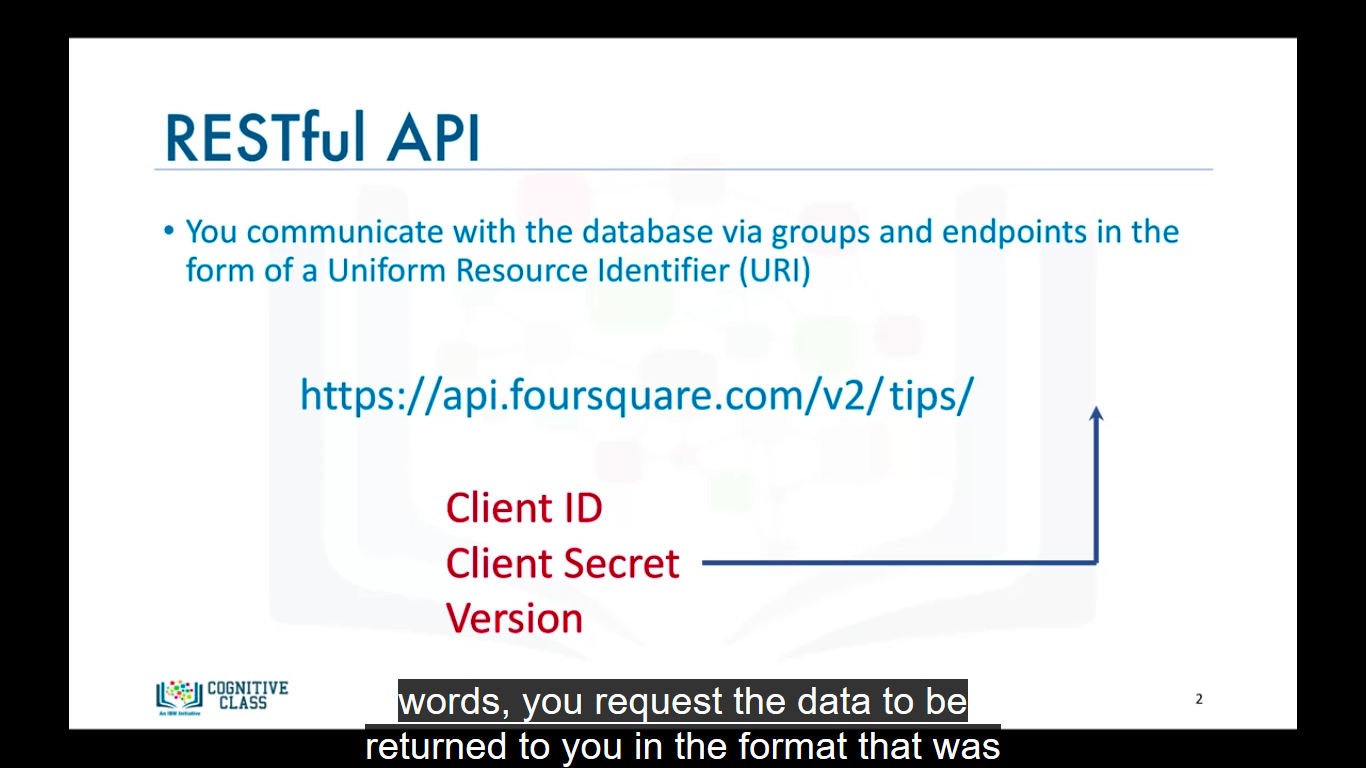 RESTful API
• You communicate with the database via groups and endpoints in the
form of a Uniform Resource Identifier (URI)
https://api.foursquare.com/v2/tips/
Client ID
Client Secret
Version
COGNITIVE
CLASS
An IBM Initiative
2
words, you request the data to be
returned to you in the format that was